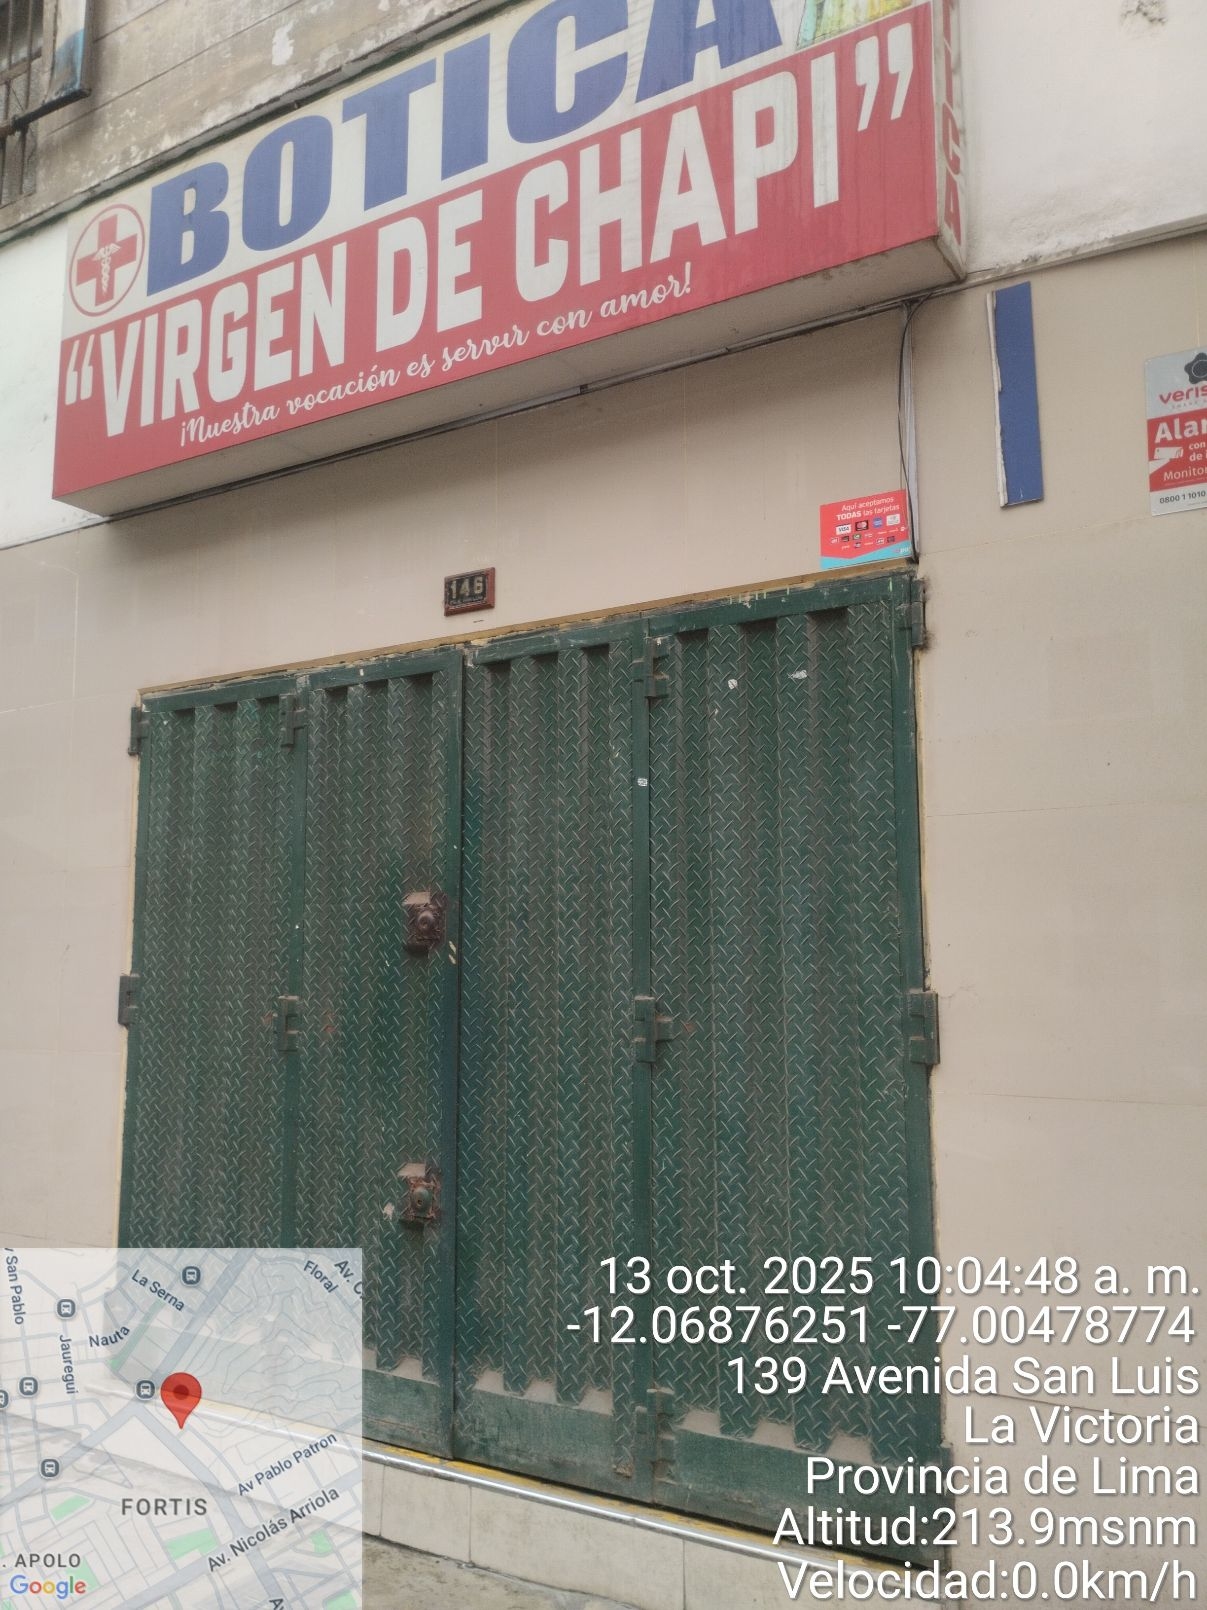 BOTICA
"VIRGEN DE CHAPI"
¡Nuestra vocación es servir con amor!
Aquí aceptamos
TODAS las tarjetas
VISA
146
Monitor
0800 1 1010
13 oct. 2025 10:04:48 a. m.
-12.06876251 -77.00478774
139 Avenida San Luis
La Victoria
Provincia de Lima
Altitud:213.9msnm
Velocidad:0.0km/h
San Pablo
La Serna
Floral
Nauta
Jauregui
Av Pablo Patron
FORTIS
Av. Nicolás Arriola
APOLO
Google